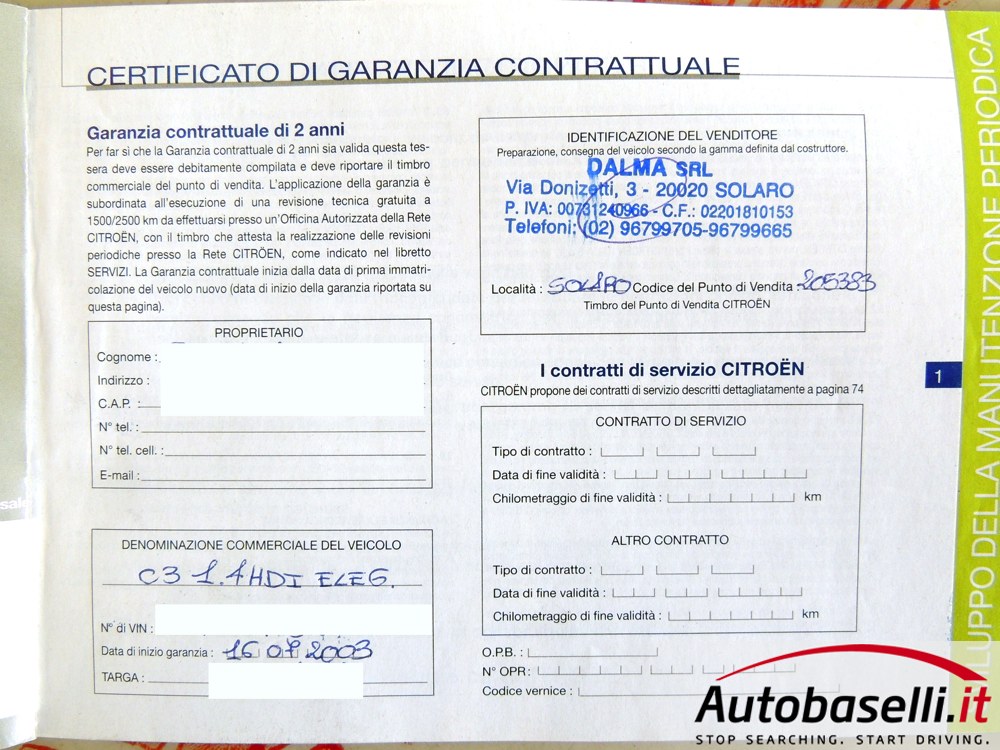 CERTIFICATO DI GARANZIA CONTRATTUALE
Garanzia contrattuale di 2 anni
Per far sì che la Garanzia contrattuale di 2 anni sia valida questa tes-
sera deve essere debitamente compilata e deve riportare il timbro
commerciale del punto di vendita. L'applicazione della garanzia è
subordinata all'esecuzione di una revisione tecnica gratuita a
1500/2500 km da effettuarsi presso un'Officina Autorizzata della Rete
CITROËN, con il timbro che attesta la realizzazione delle revisioni
periodiche presso la Rete CITRÖEN, come indicato nel libretto
SERVIZI. La Garanzia contrattuale inizia dalla data di prima immatri-
colazione del veicolo nuovo (data di inizio della garanzia riportata su
questa pagina).
PROPRIETARIO
Cognome :
Indirizzo :
C.A.P. :
N° tel. :
N° tel. cell. :
E-mail :
DENOMINAZIONE COMMERCIALE DEL VEICOLO
C3 1.4HDI ELEG.
N° di VIN :
Data di inizio garanzia : 16 07 2003
TARGA :
IDENTIFICAZIONE DEL VENDITORE
Preparazione, consegna del veicolo secondo la gamma definita dal costruttore.
DALMA SRL
Via Donizetti, 3 - 20020 SOLARO
P. IVA: 00731240966 - C.F.: 02201810153
Telefoni: (02) 96799705-96799665
Località : SOLARO Codice del Punto di Vendita : 205383
Timbro del Punto di Vendita CITROËN
I contratti di servizio CITROËN
CITROËN propone dei contratti di servizio descritti dettagliatamente a pagina 74
CONTRATTO DI SERVIZIO
Tipo di contratto :
Data di fine validità :
Chilometraggio di fine validità : km
ALTRO CONTRATTO
Tipo di contratto :
Data di fine validità :
Chilometraggio di fine validità : km
O.P.B. :
N° OPR :
Codice vernice :
1
ILUPPO DELLA MANUTENZIONE PERIODICA
Autobaselli.it
STOP SEARCHING. START DRIVING.